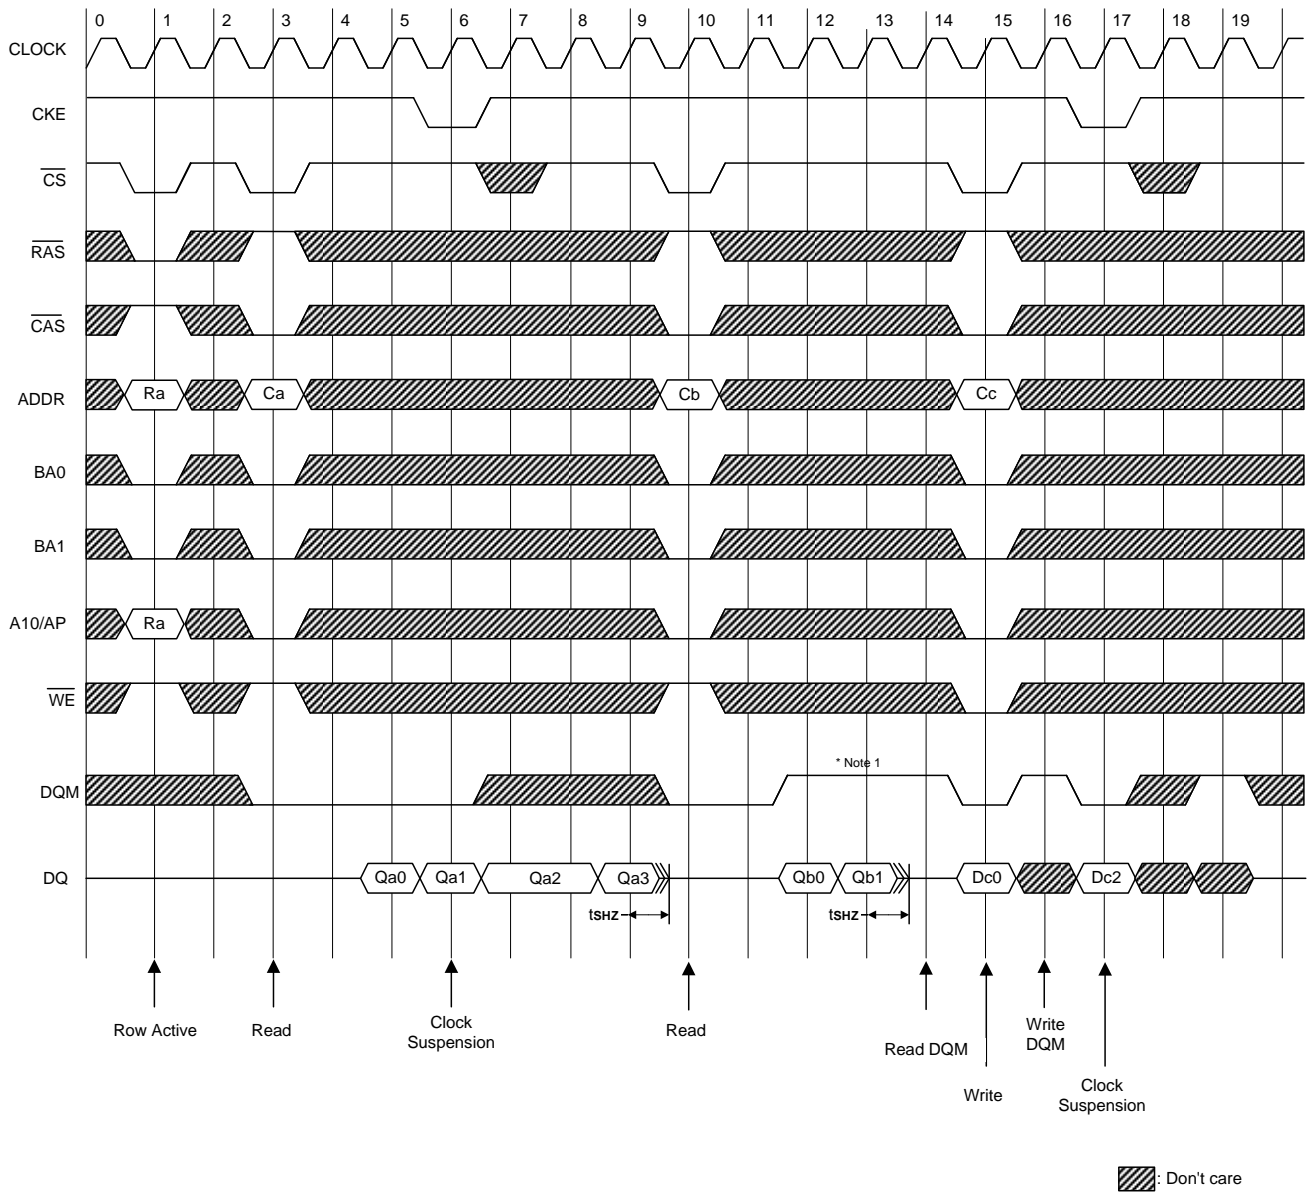 0 1 2 3 4 5 6 7 8 9 10 11 12 13 14 15 16 17 18 19
CLOCK
CKE
CS
RAS
CAS
ADDR Ra Ca Cb Cc
BA0
BA1
A10/AP Ra
WE
* Note 1
DQM
DQ Qa0 Qa1 Qa2 Qa3 Qb0 Qb1 Dc0 Dc2
tSHZ tSHZ
Row Active
Read
Clock
Suspension
Read
Read DQM
Write
Write
DQM
Clock
Suspension
: Don't care